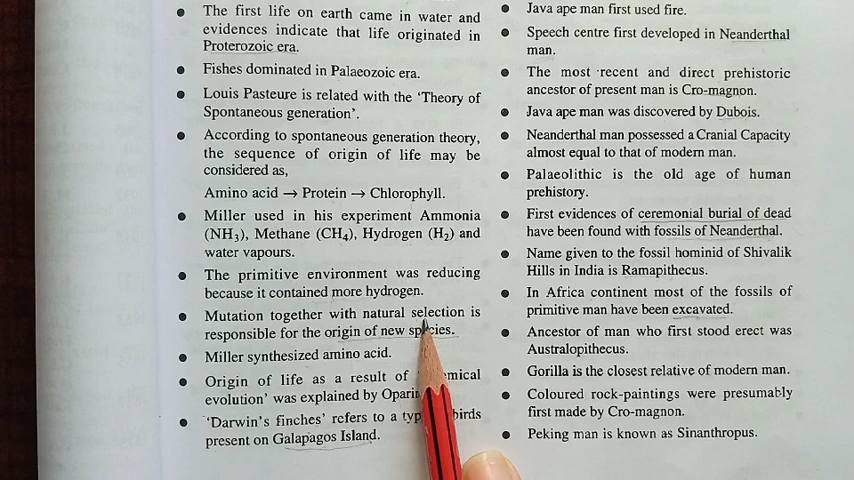 • The first life on earth came in water and
evidences indicate that life originated in
Proterozoic era.
• Fishes dominated in Palaeozoic era.
• Louis Pasteure is related with the 'Theory of
Spontaneous generation'.
• According to spontaneous generation theory,
the sequence of origin of life may be
considered as,
Amino acid → Protein → Chlorophyll.
• Miller used in his experiment Ammonia
(NH₃), Methane (CH₄), Hydrogen (H₂) and
water vapours.
• The primitive environment was reducing
because it contained more hydrogen.
• Mutation together with natural selection is
responsible for the origin of new species.
• Miller synthesized amino acid.
• Origin of life as a result of
evolution' was explained by
• 'Darwin's finches' refers to a birds
present on Galapagos Island.
Java ape man first used fire.
• Speech centre first developed in Neanderthal
man.
• The most recent and direct prehistoric
ancestor of present man is Cro-magnon.
• Java ape man was discovered by Dubois.
• Neanderthal man possessed a Cranial Capacity
almost equal to that of modern man.
• Palaeolithic is the old age of human
prehistory.
• First evidences of ceremonial burial of dead
have been found with fossils of Neanderthal.
• Name given to the fossil hominid of Shivalik
Hills in India is Ramapithecus.
• In Africa continent most of the fossils of
primitive man have been excavated.
• Ancestor of man who first stood erect was
Australopithecus.
• Gorilla is the closest relative of modern man.
• Coloured rock-paintings were presumably
first made by Cro-magnon.
• Peking man is known as Sinanthropus.